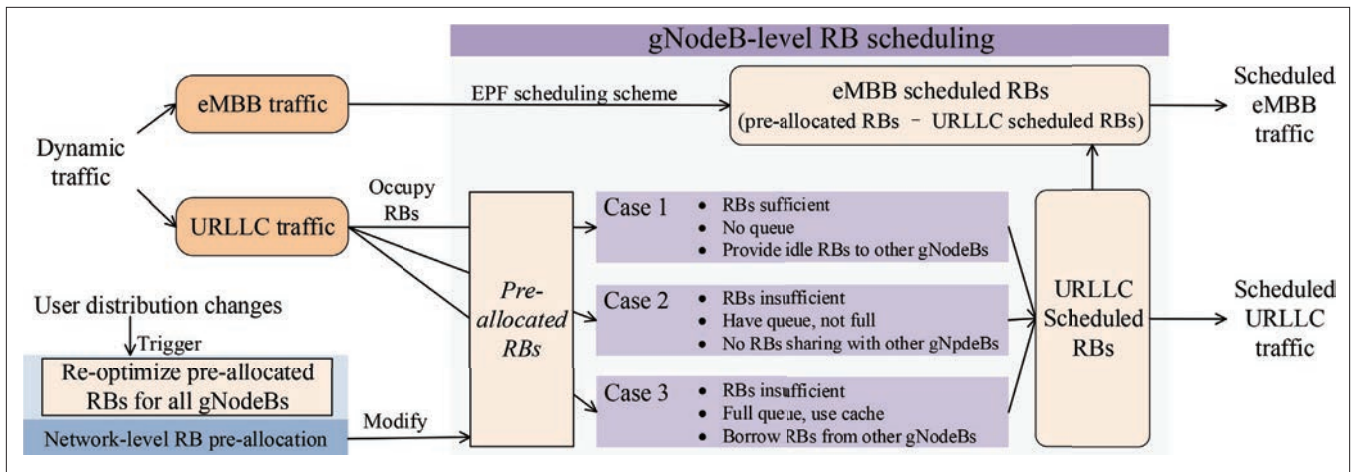 gNodeB-level RB scheduling
eMBB traffic
EPF scheduling scheme
eMBB scheduled RBs
(pre-allocated RBs − URLLC scheduled RBs)
Scheduled
eMBB
traffic
Dynamic
traffic
URLLC traffic
Occupy
RBs
Pre-
allocated
RBs
Case 1
• RBs sufficient
• No queue
• Provide idle RBs to other gNodeBs
Case 2
• RBs insufficient
• Have queue, not full
• No RBs sharing with other gNpdeBs
Case 3
• RBs insufficient
• Full queue, use cache
• Borrow RBs from other gNodeBs
URLLC
Scheduled
RBs
Scheduled
URLLC
traffic
User distribution changes
Trigger
Re-optimize pre-allocated
RBs for all gNodeBs
Network-level RB pre-allocation
Modify